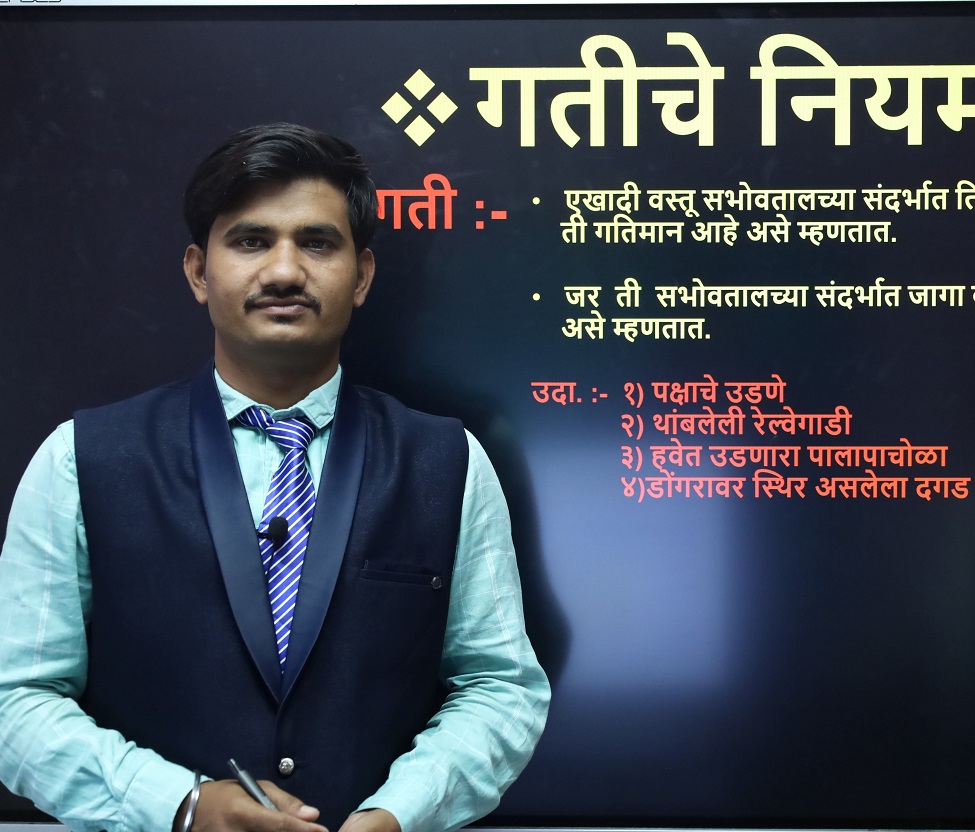 ❖ गतीचे नियम
गती :- • एखादी वस्तू सभोवतालच्या संदर्भात
ती गतिमान आहे असे म्हणतात.
• जर ती सभोवतालच्या संदर्भात जागा
असे म्हणतात.
उदा. :- १) पक्षाचे उडणे
२) थांबलेली रेल्वेगाडी
३) हवेत उडणारा पालापाचोळा
४)डोंगरावर स्थिर असलेला दगड